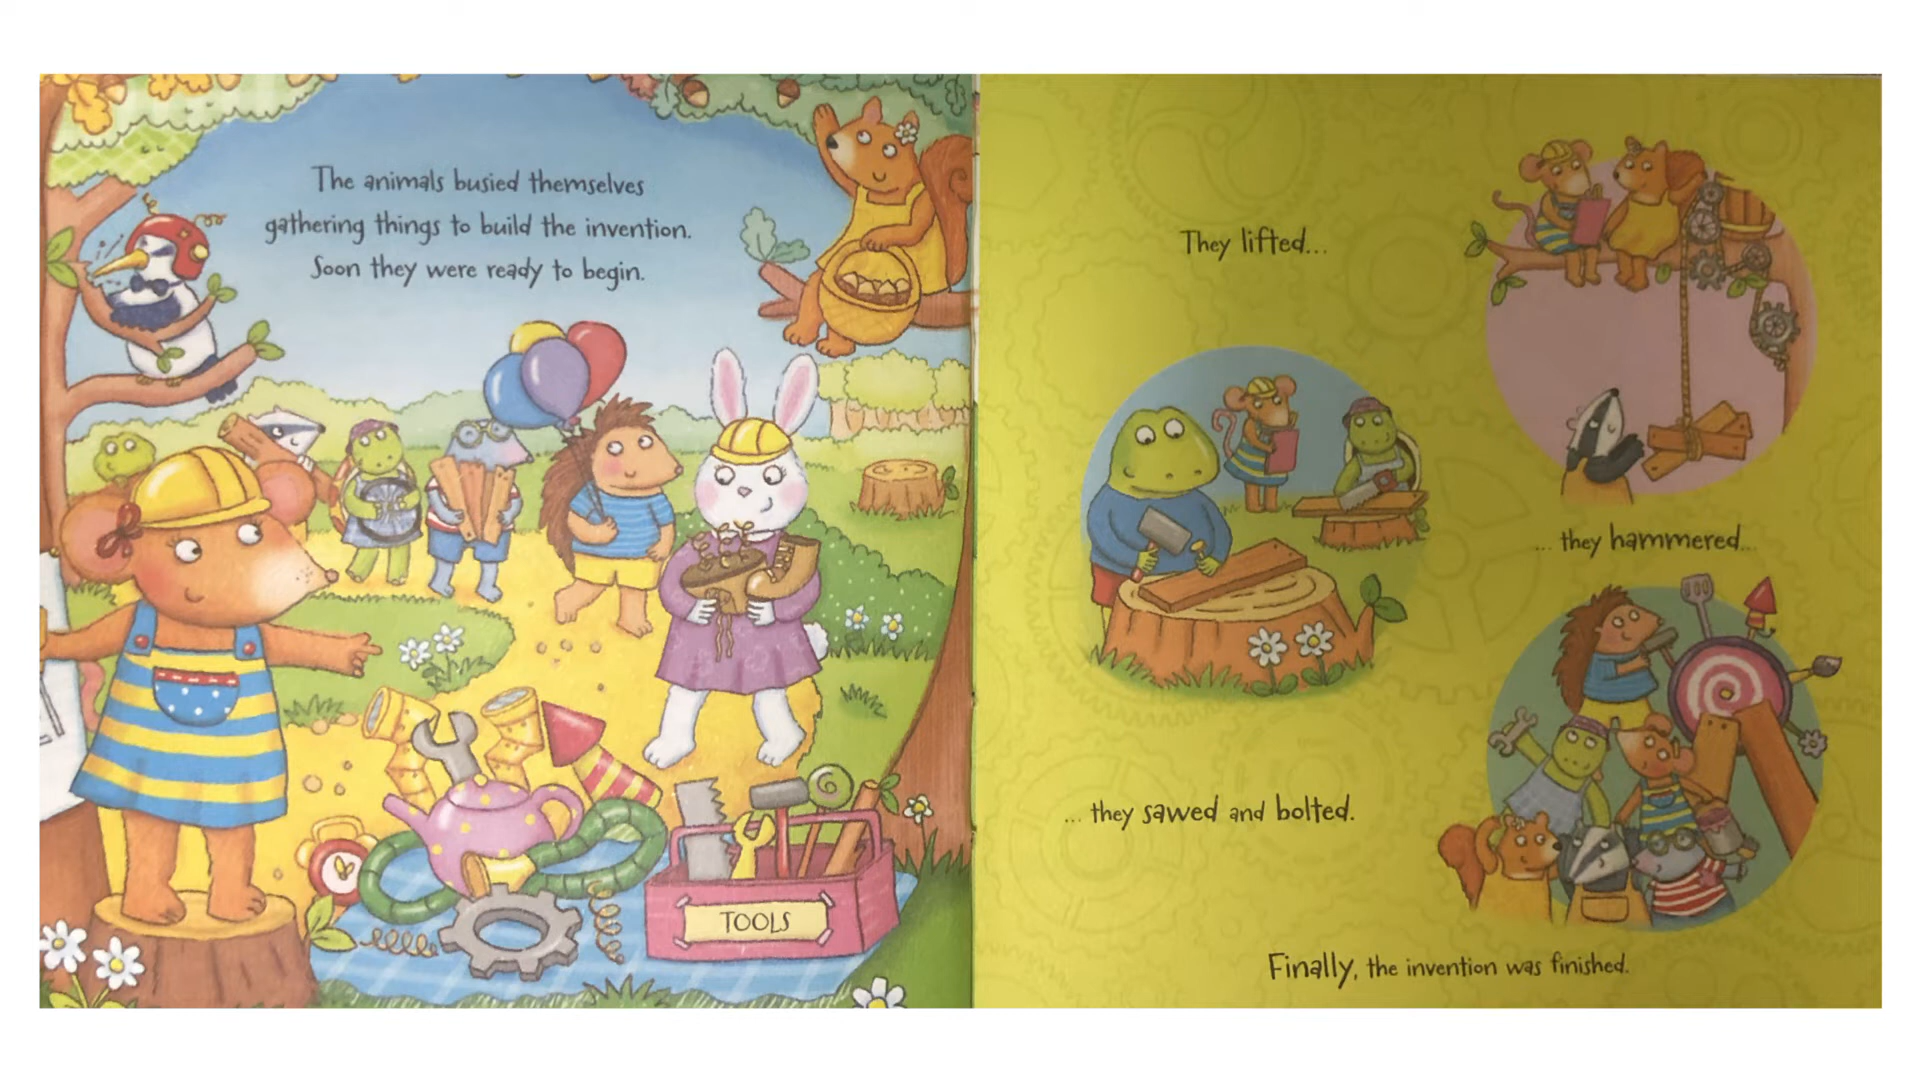 The animals busied themselves
gathering things to build the invention.
Soon they were ready to begin.
TOOLS
They lifted...
... they hammered...
... they sawed and bolted.
Finally, the invention was finished.